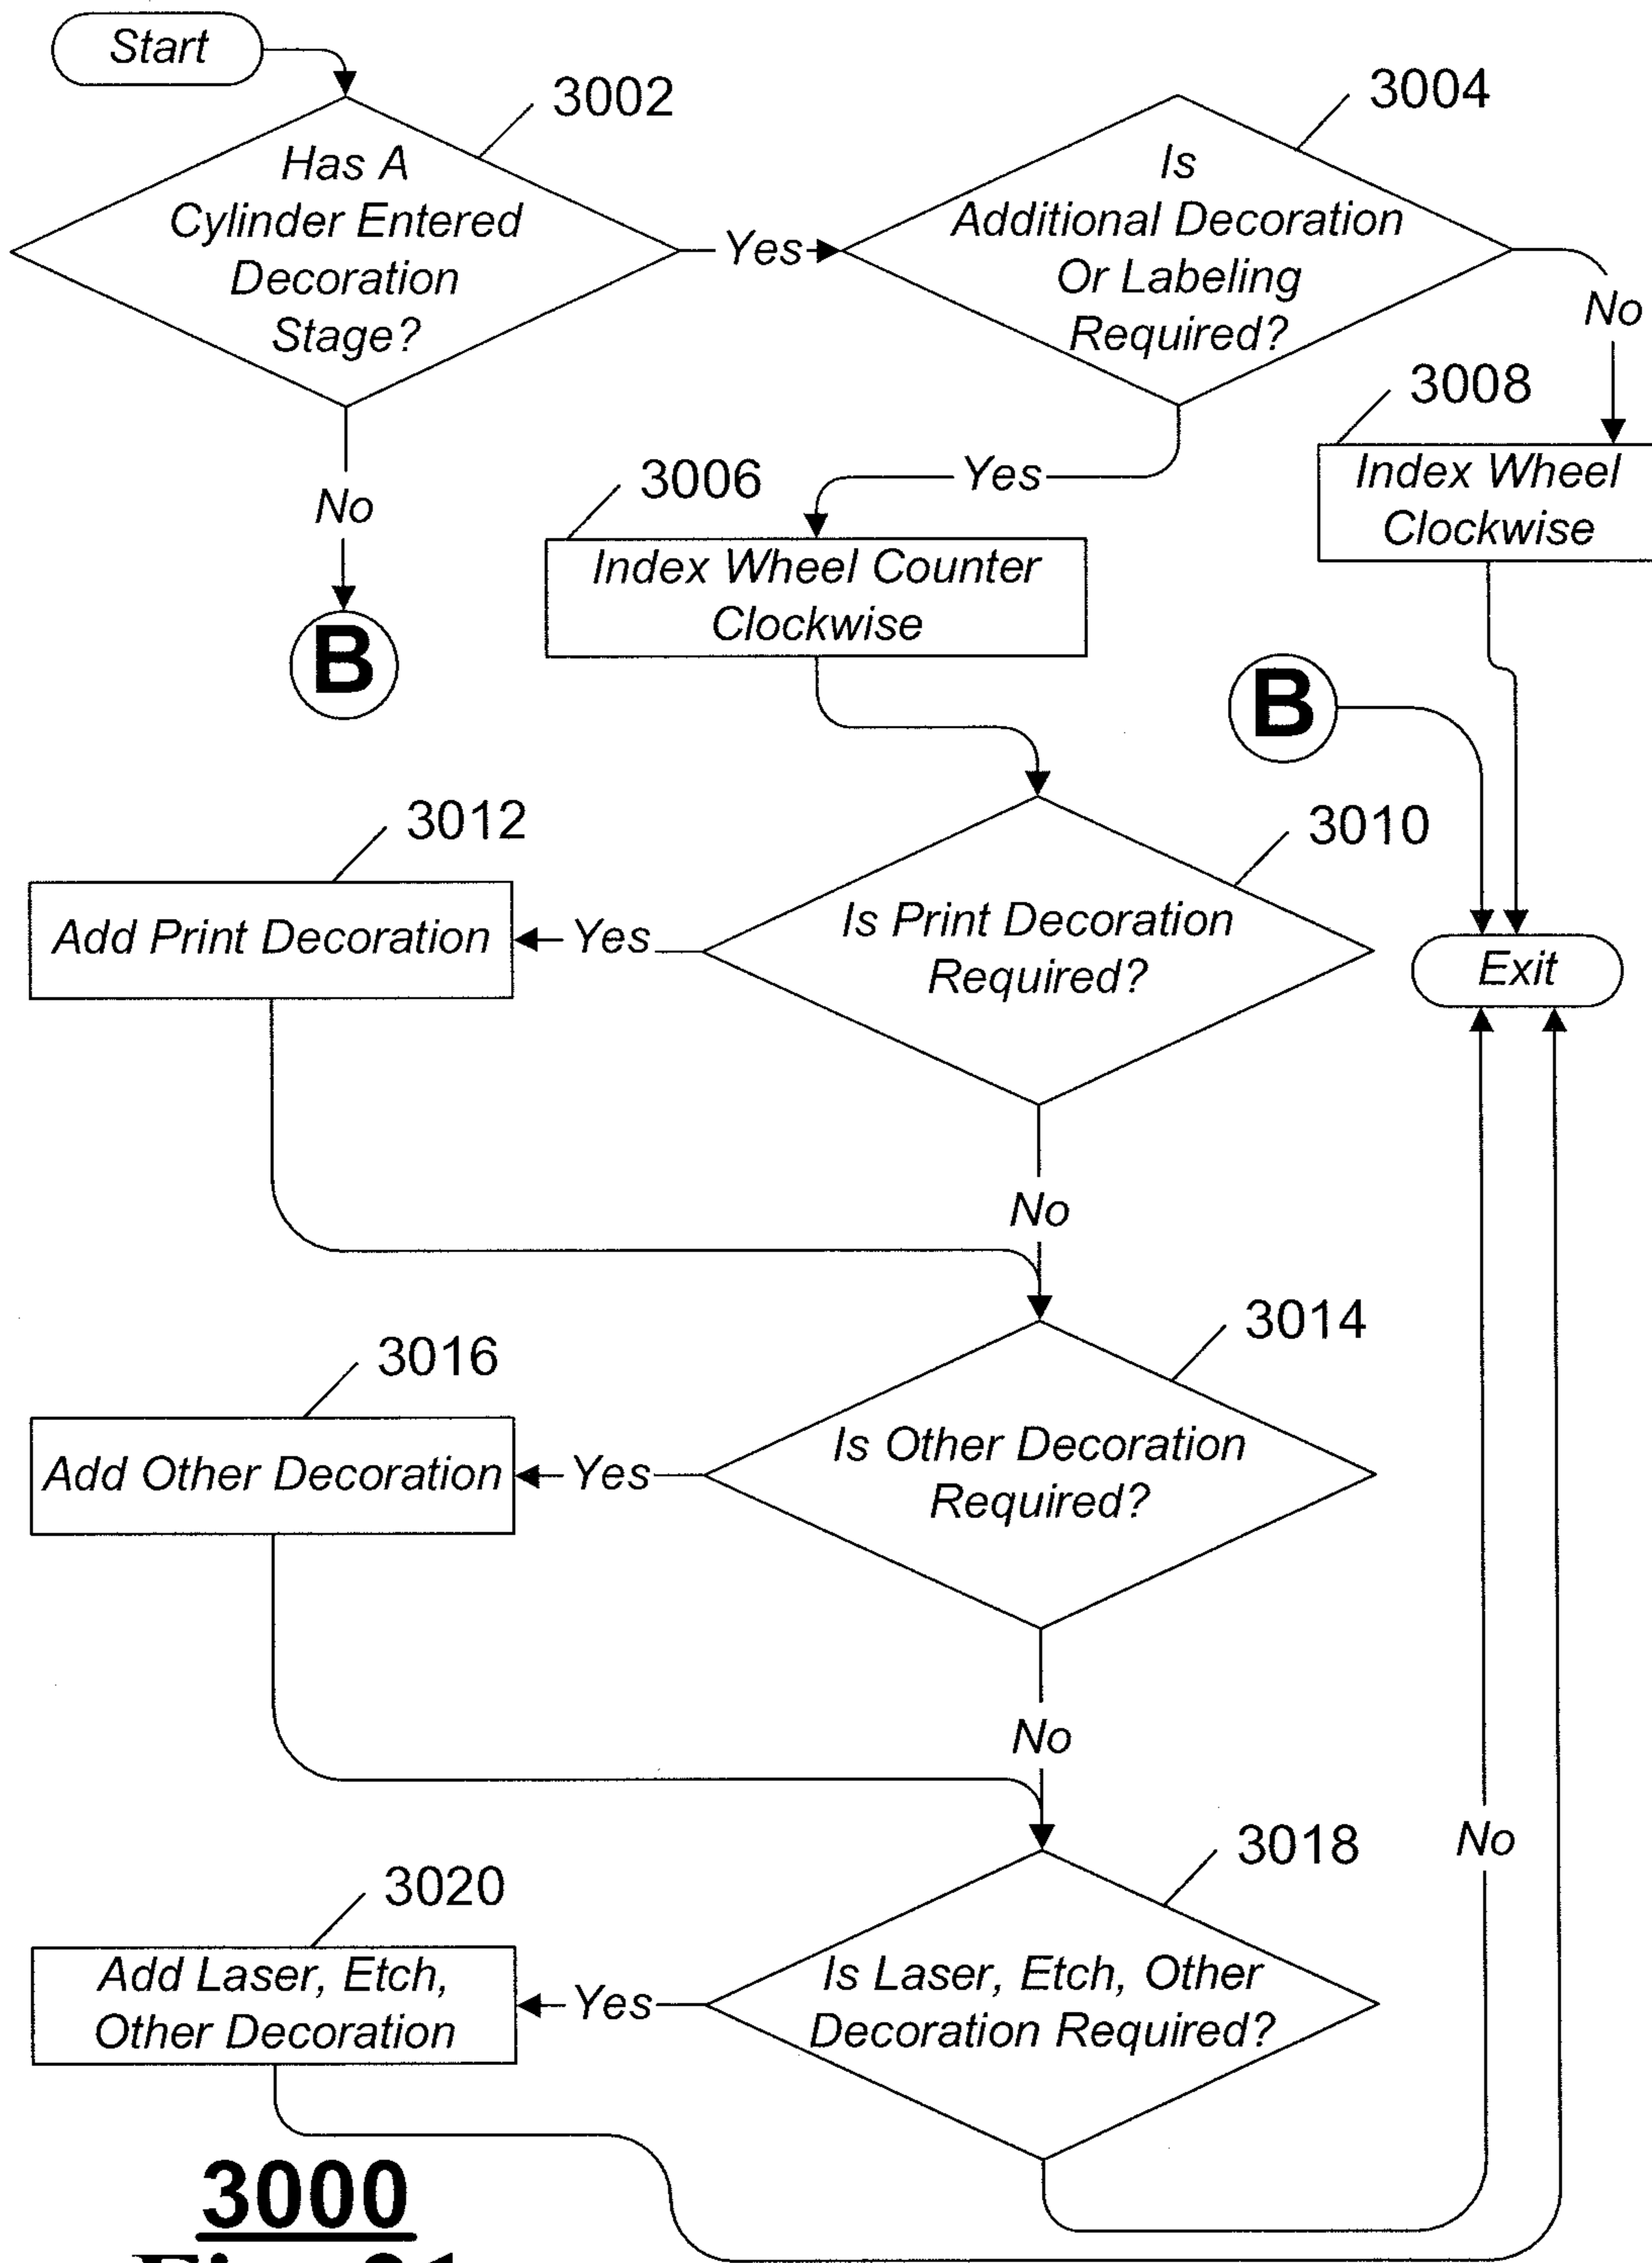 Start
3002
Has A
Cylinder Entered
Decoration
Stage?
Yes
3004
Is
Additional Decoration
Or Labeling
Required?
No
3008
Index Wheel
Clockwise
No
B
Yes
3006
Index Wheel Counter
Clockwise
B
3012
Add Print Decoration
Yes
3010
Is Print Decoration
Required?
Exit
No
3016
Add Other Decoration
Yes
3014
Is Other Decoration
Required?
No
3020
Add Laser, Etch,
Other Decoration
Yes
3018
Is Laser, Etch, Other
Decoration Required?
No
3000